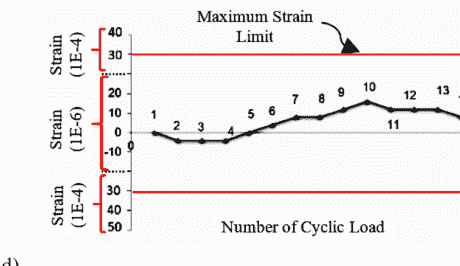 Maximum Strain
Limit
Strain
(1E-4)
40
30
Strain
(1E-6)
20
10
0
-10
0
1
2
3
4
5
6
7
8
9
10
11
12
13
Strain
(1E-4)
30
40
50
Number of Cyclic Load
d)